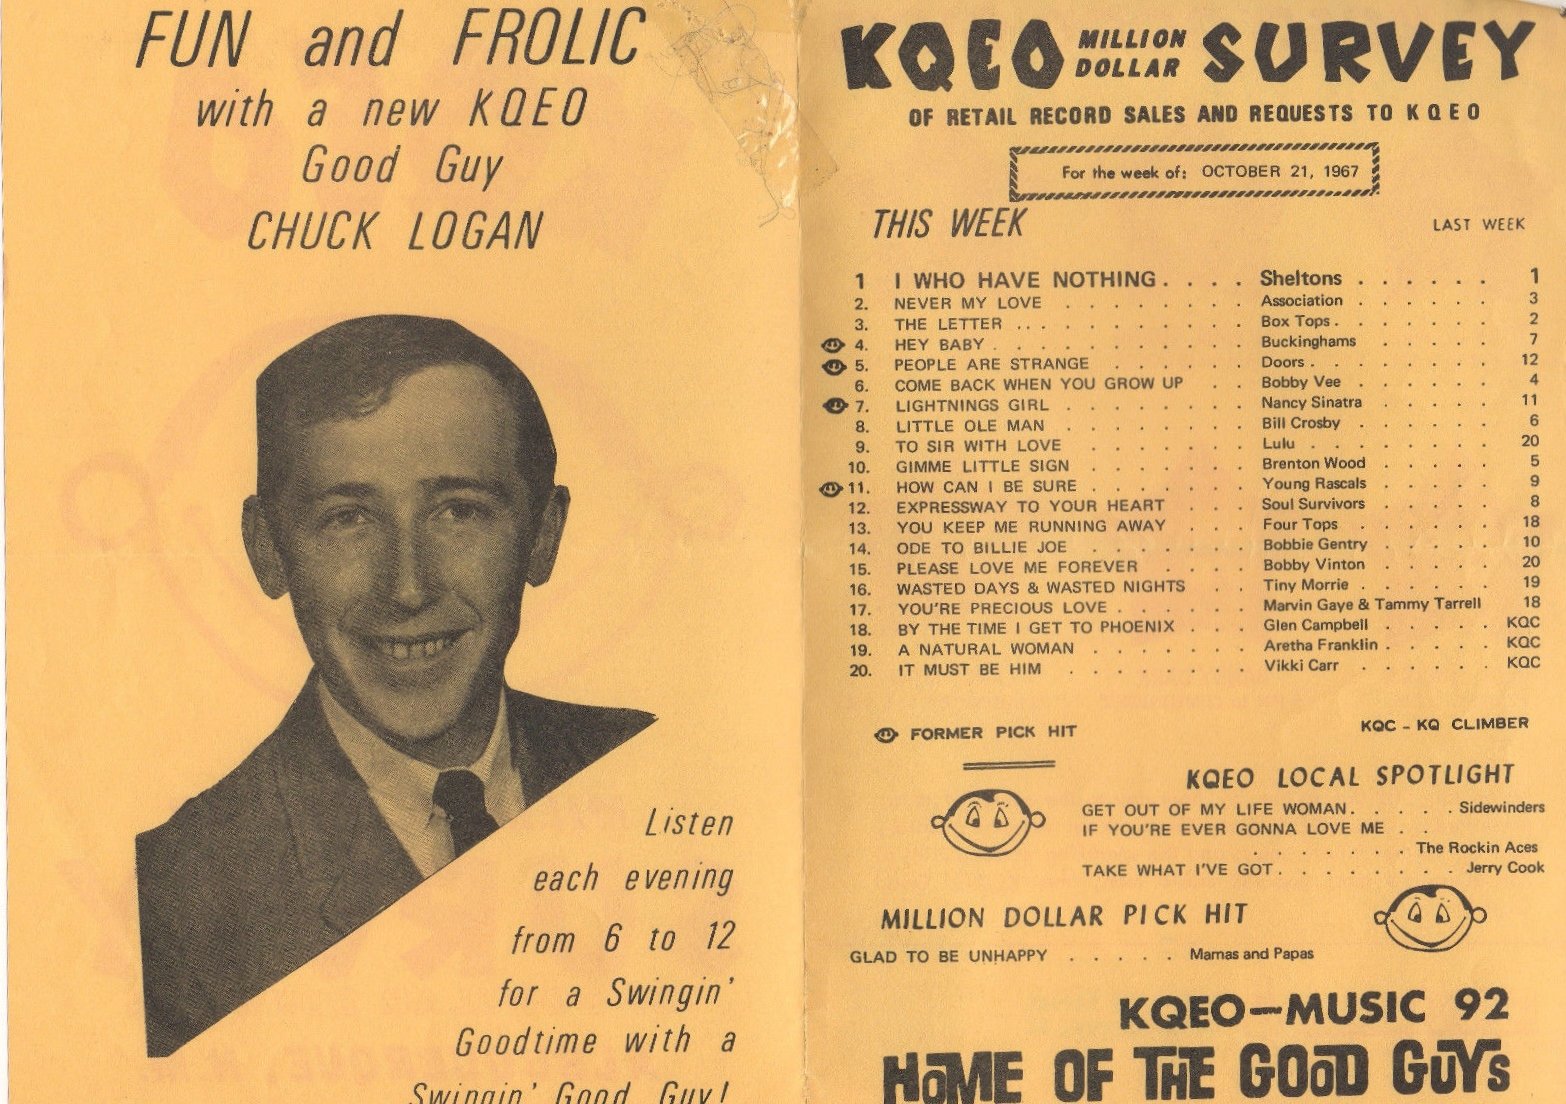 FUN and FROLIC
with a new KQEO
Good Guy
CHUCK LOGAN
Listen
each evening
from 6 to 12
for a Swingin'
Goodtime with a
Swingin' Good Guy!
KQEO MILLION DOLLAR SURVEY
OF RETAIL RECORD SALES AND REQUESTS TO KQEO
For the week of: OCTOBER 21, 1967
THIS WEEK LAST WEEK
1 I WHO HAVE NOTHING. . . . Sheltons . . . . . . 1
2. NEVER MY LOVE . . . . . . . . Association . . . . . . 3
3. THE LETTER . . . . . . . . . . . Box Tops . . . . . . . 2
4. HEY BABY . . . . . . . . . . . . Buckinghams . . . . . 7
5. PEOPLE ARE STRANGE . . . . . . Doors . . . . . . . . 12
6. COME BACK WHEN YOU GROW UP . . Bobby Vee . . . . . . 4
7. LIGHTNINGS GIRL . . . . . . . . Nancy Sinatra . . . . . 11
8. LITTLE OLE MAN . . . . . . . . Bill Crosby . . . . . . 6
9. TO SIR WITH LOVE . . . . . . . Lulu . . . . . . . . 20
10. GIMME LITTLE SIGN . . . . . . . Brenton Wood . . . . . 5
11. HOW CAN I BE SURE . . . . . . . Young Rascals . . . . . 9
12. EXPRESSWAY TO YOUR HEART . . . Soul Survivors . . . . . 8
13. YOU KEEP ME RUNNING AWAY . . . Four Tops . . . . . . 18
14. ODE TO BILLIE JOE . . . . . . . Bobbie Gentry . . . . . 10
15. PLEASE LOVE ME FOREVER . . . . Bobby Vinton . . . . . 20
16. WASTED DAYS & WASTED NIGHTS . . Tiny Morrie . . . . . . 19
17. YOU'RE PRECIOUS LOVE . . . . . . Marvin Gaye & Tammy Tarrell 18
18. BY THE TIME I GET TO PHOENIX . . . Glen Campbell . . . . . KQC
19. A NATURAL WOMAN . . . . . . . Aretha Franklin . . . . . KQC
20. IT MUST BE HIM . . . . . . . . Vikki Carr . . . . . . KQC
FORMER PICK HIT KQC - KQ CLIMBER
KQEO LOCAL SPOTLIGHT
GET OUT OF MY LIFE WOMAN. . . . . . Sidewinders
IF YOU'RE EVER GONNA LOVE ME . .
. . . . . . . The Rockin Aces
TAKE WHAT I'VE GOT. . . . . . . . . Jerry Cook
MILLION DOLLAR PICK HIT
GLAD TO BE UNHAPPY . . . . . Mamas and Papas
KQEO—MUSIC 92
HOME OF THE GOOD GUYS